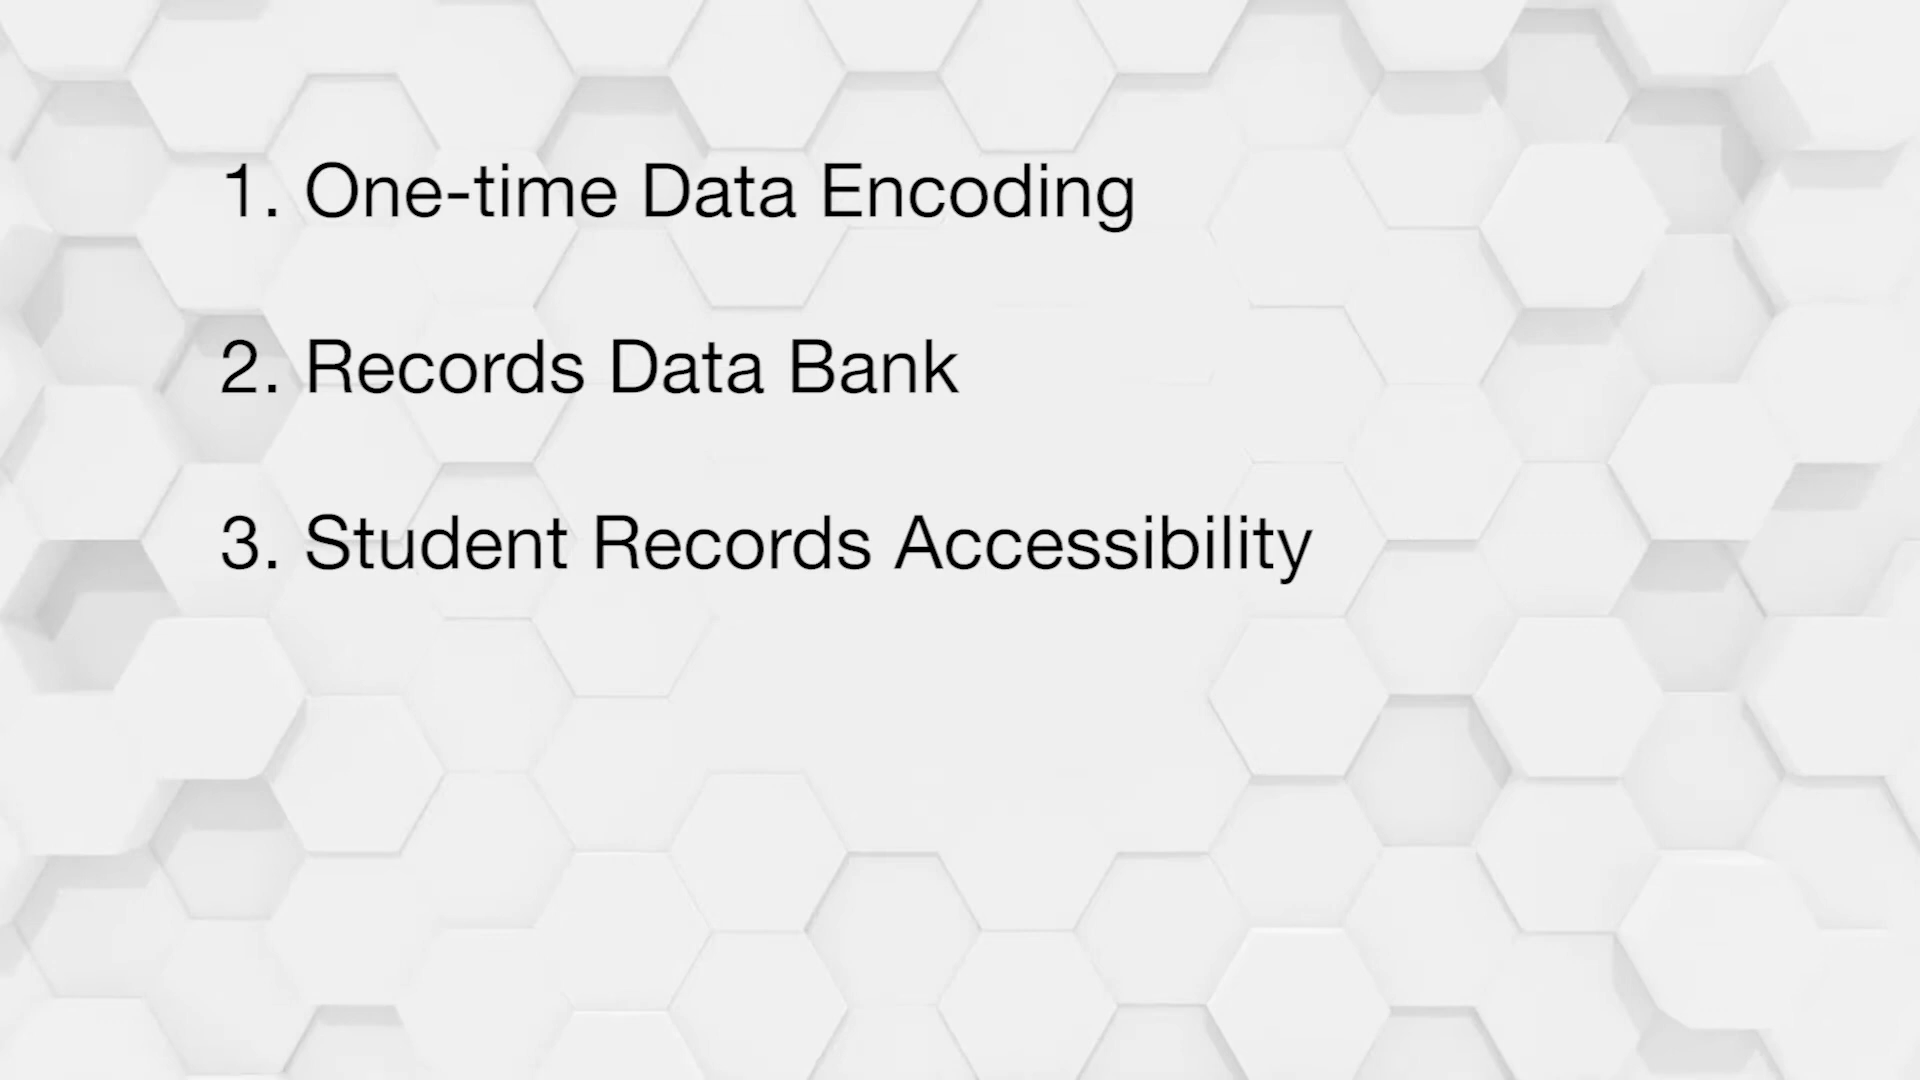 1. One-time Data Encoding
2. Records Data Bank
3. Student Records Accessibility